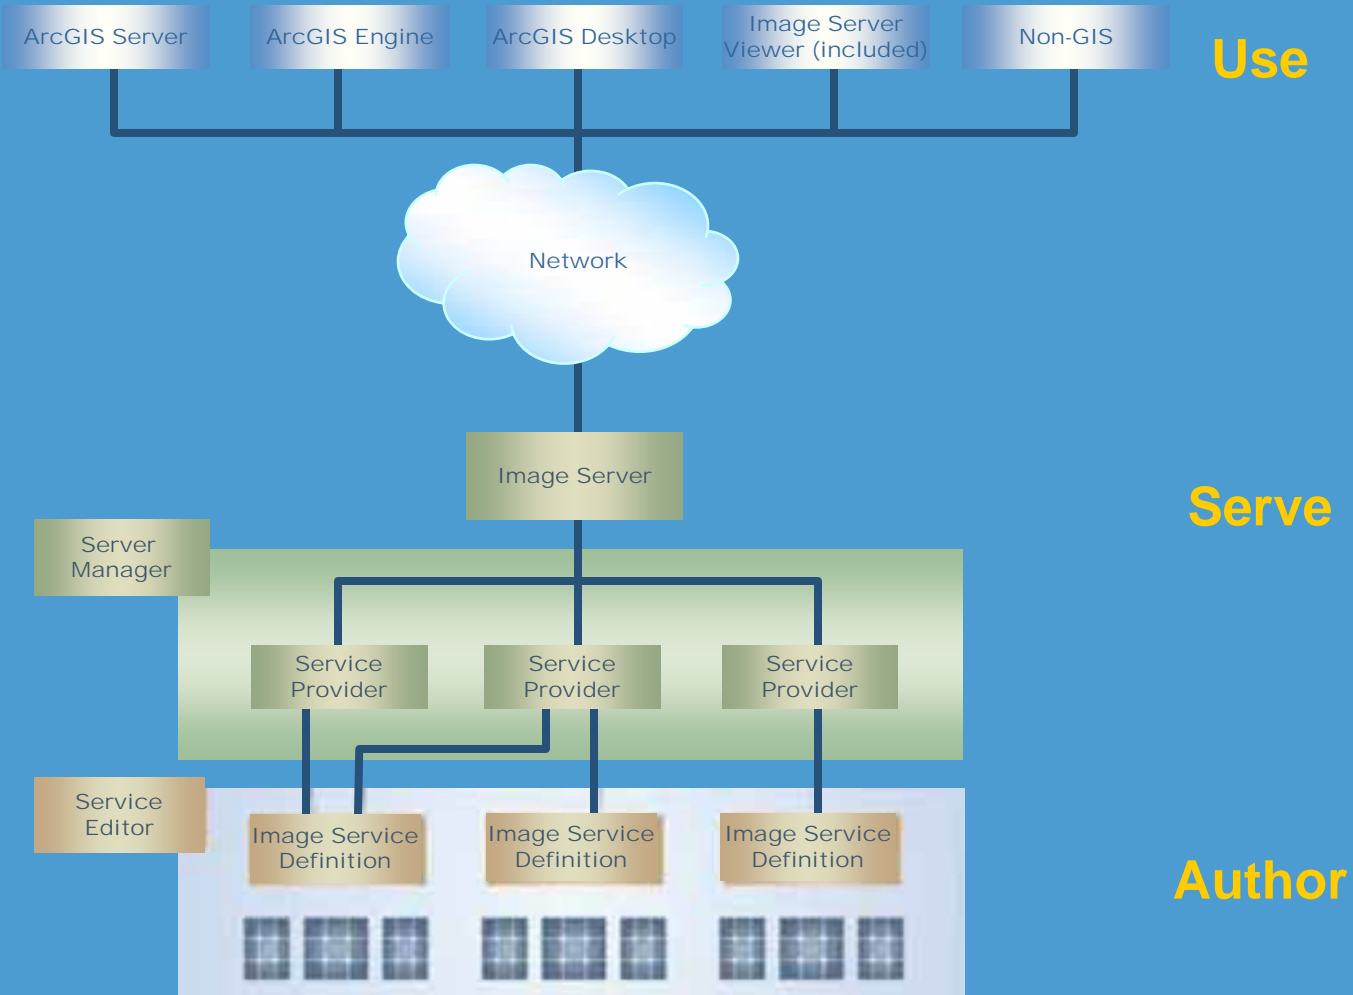 ArcGIS Server
ArcGIS Engine
ArcGIS Desktop
Image Server
Viewer (included)
Non-GIS
Use
Network
Image Server
Serve
Server
Manager
Service
Provider
Service
Provider
Service
Provider
Service
Editor
Image Service
Definition
Image Service
Definition
Image Service
Definition
Author